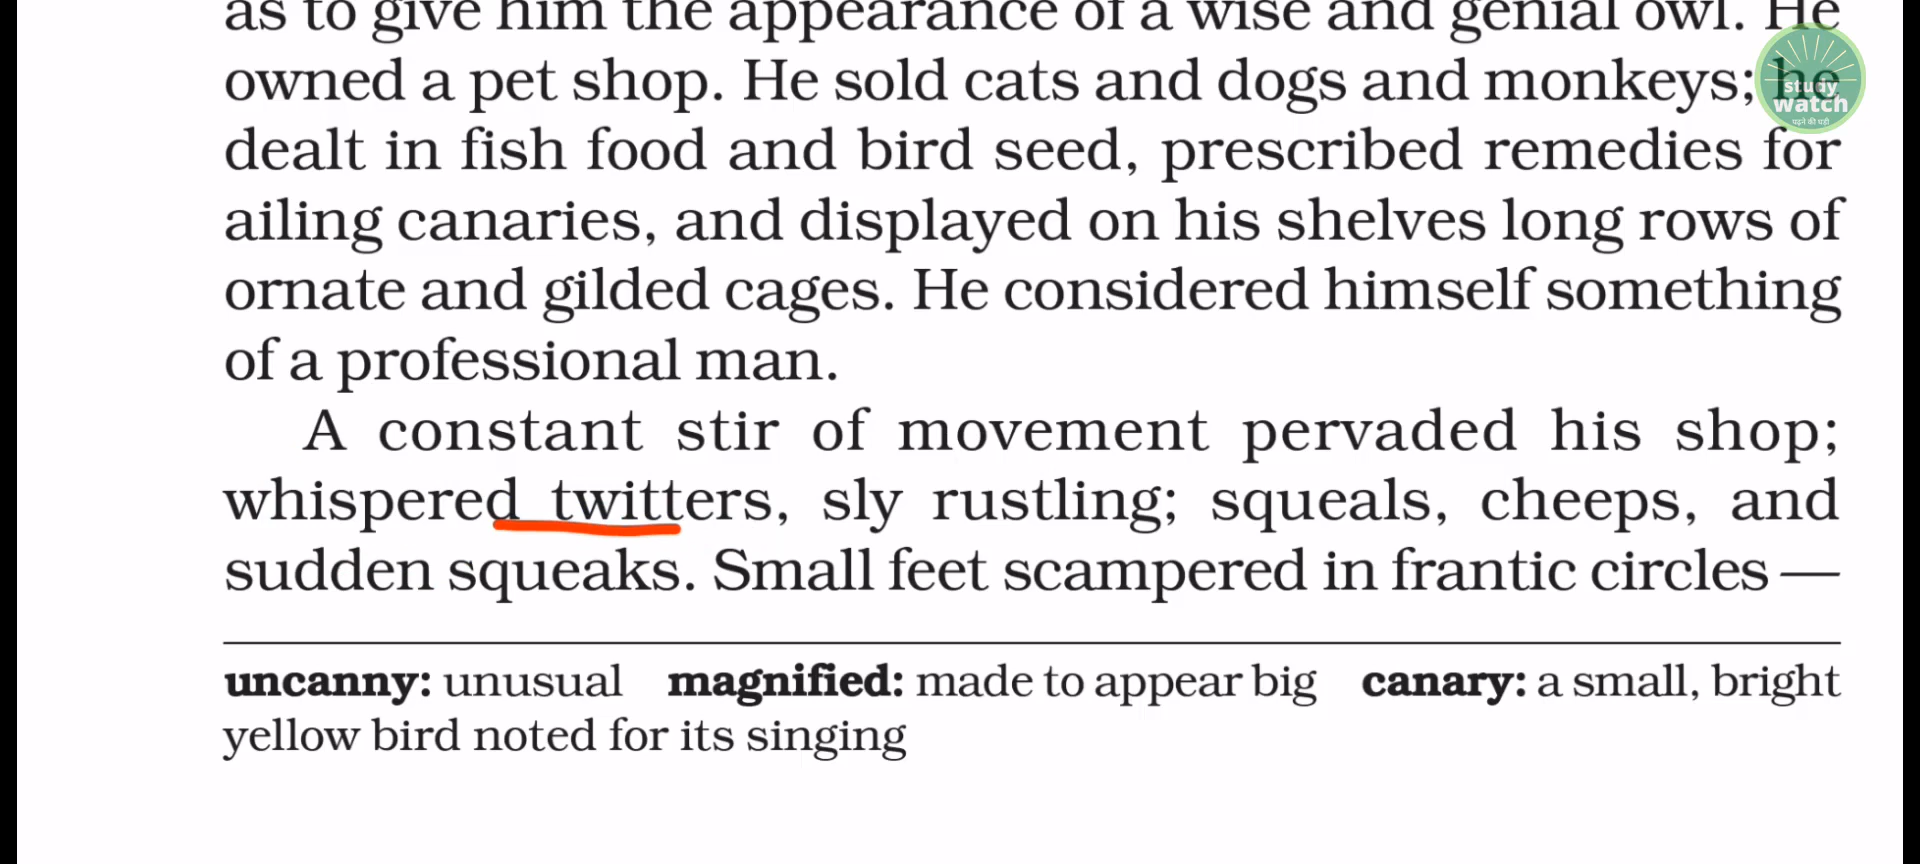 as to give him the appearance of a wise and genial owl. He
owned a pet shop. He sold cats and dogs and monkeys; he
dealt in fish food and bird seed, prescribed remedies for
ailing canaries, and displayed on his shelves long rows of
ornate and gilded cages. He considered himself something
of a professional man.
A constant stir of movement pervaded his shop;
whispered twitters, sly rustling; squeals, cheeps, and
sudden squeaks. Small feet scampered in frantic circles —
uncanny: unusual magnified: made to appear big canary: a small, bright
yellow bird noted for its singing
study
watch
पढ़ने की घड़ी